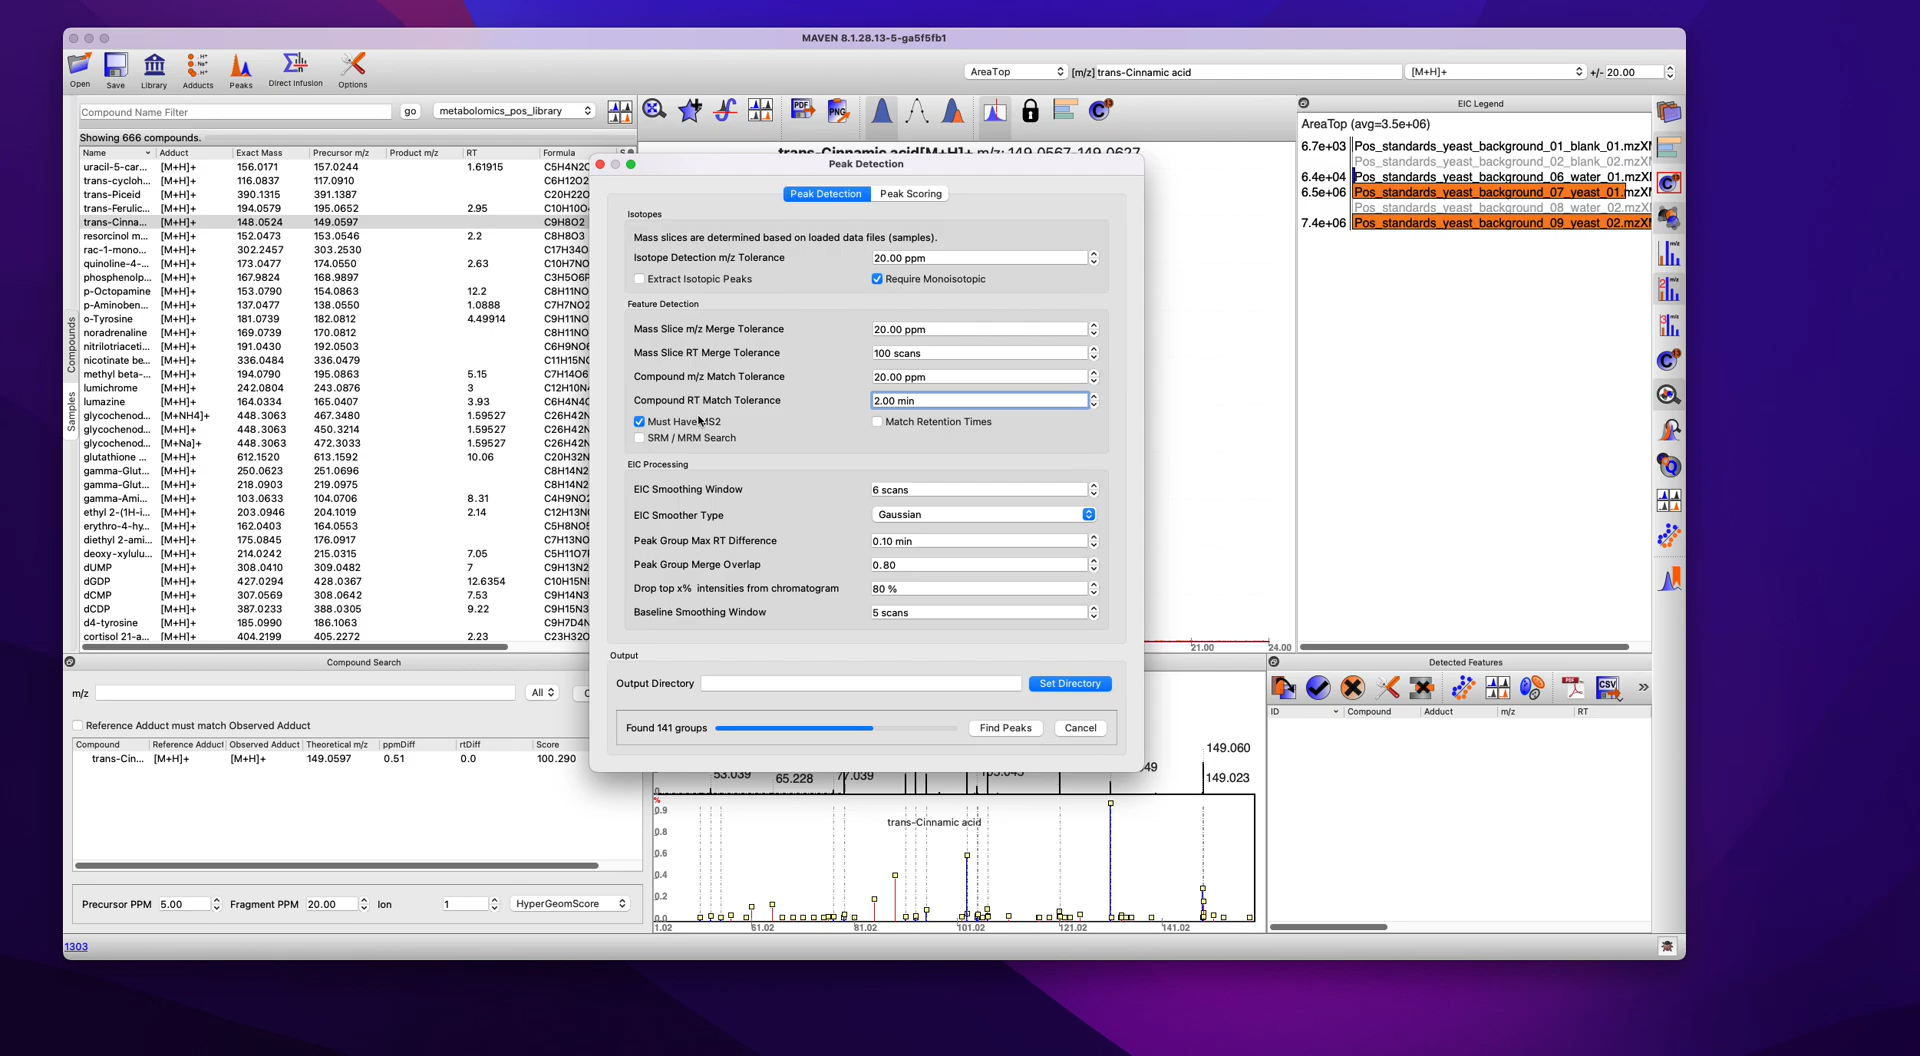 MAVEN 8.1.28.13-5-ga5f5fb1
Open Save Library Adducts Peaks Direct Infusion Options
AreaTop [m/z] trans-Cinnamic acid [M+H]+ +/- 20.00
Compound Name Filter go metabolomics_pos_library
Showing 666 compounds.
Name Adduct Exact Mass Precursor m/z Product m/z RT Formula
uracil-5-car... [M+H]+ 156.0171 157.0244 1.61915 C5H4N2
trans-cycloh... [M+H]+ 116.0837 117.0910 C6H12O2
trans-Piceid [M+H]+ 390.1315 391.1387 C20H22O
trans-Ferulic... [M+H]+ 194.0579 195.0652 2.95 C10H10O
trans-Cinna... [M+H]+ 148.0524 149.0597 C9H8O2
resorcinol m... [M+H]+ 152.0473 153.0546 2.2 C8H8O3
rac-1-mono... [M+H]+ 302.2457 303.2530 C17H34O
quinoline-4-... [M+H]+ 173.0477 174.0550 2.63 C10H7NO
phosphenolp... [M+H]+ 167.9824 168.9897 C3H5O6P
p-Octopamine [M+H]+ 153.0790 154.0863 12.2 C8H11NO
p-Aminoben... [M+H]+ 137.0477 138.0550 1.0888 C7H7NO2
o-Tyrosine [M+H]+ 181.0739 182.0812 4.49914 C9H11NO
noradrenaline [M+H]+ 169.0739 170.0812 C8H11NO
nitrilotriaceti... [M+H]+ 191.0430 192.0503 C6H9NO
nicotinate be... [M+H]+ 336.0484 336.0479 C11H15N
methyl beta-... [M+H]+ 194.0790 195.0863 5.15 C7H14O6
lumichrome [M+H]+ 242.0804 243.0876 3 C12H10N
lumazine [M+H]+ 164.0334 165.0407 3.93 C6H4N4
glycochenod... [M+NH4]+ 448.3063 467.3480 1.59527 C26H42N
glycochenod... [M+H]+ 448.3063 450.3214 1.59527 C26H42N
glycochenod... [M+Na]+ 448.3063 472.3033 1.59527 C26H42N
glutathione ... [M+H]+ 612.1520 613.1592 10.06 C20H32N
gamma-Glut... [M+H]+ 250.0623 251.0696 C8H14N2
gamma-Glut... [M+H]+ 218.0903 219.0975 C8H14N2
gamma-Ami... [M+H]+ 103.0633 104.0706 8.31 C4H9NO2
ethyl 2-(1H-i... [M+H]+ 203.0946 204.1019 2.14 C12H13N
erythro-4-hy... [M+H]+ 162.0403 164.0553 C5H8NO5
diethyl 2-ami... [M+H]+ 175.0845 176.0917 C7H13NO
deoxy-xylulu... [M+H]+ 214.0242 215.0315 7.05 C5H11O7
dUMP [M+H]+ 308.0410 309.0482 7 C9H13N2
dGDP [M+H]+ 427.0294 428.0367 12.6354 C10H15N
dCMP [M+H]+ 307.0569 308.0642 7.53 C9H14N3
dCDP [M+H]+ 387.0233 388.0305 9.22 C9H15N3
d4-tyrosine [M+H]+ 185.0990 186.1063 C9H7D4N
cortisol 21-a... [M+H]+ 404.2199 405.2272 2.23 C23H32O
Compounds
Samples
trans-Cinnamic acid[M+H]+ m/z: 149.0567-149.0627
21.00 24.00
Peak Detection
Peak Detection Peak Scoring
Isotopes
Mass slices are determined based on loaded data files (samples).
Isotope Detection m/z Tolerance 20.00 ppm
Extract Isotopic Peaks Require Monoisotopic
Feature Detection
Mass Slice m/z Merge Tolerance 20.00 ppm
Mass Slice RT Merge Tolerance 100 scans
Compound m/z Match Tolerance 20.00 ppm
Compound RT Match Tolerance 2.00 min
Must Have MS2 Match Retention Times
SRM / MRM Search
EIC Processing
EIC Smoothing Window 6 scans
EIC Smoother Type Gaussian
Peak Group Max RT Difference 0.10 min
Peak Group Merge Overlap 0.80
Drop top x% intensities from chromatogram 80 %
Baseline Smoothing Window 5 scans
Output
Output Directory Set Directory
Found 141 groups Find Peaks Cancel
EIC Legend
AreaTop (avg=3.5e+06)
6.7e+03 Pos_standards_yeast_background_01_blank_01.mzX
Pos_standards_yeast_background_02_blank_02.mzX
6.4e+04 Pos_standards_yeast_background_06_water_01.mzX
6.5e+06 Pos_standards_yeast_background_07_yeast_01.mzX
Pos_standards_yeast_background_08_water_02.mzX
7.4e+06 Pos_standards_yeast_background_09_yeast_02.mzX
Compound Search
m/z All
Reference Adduct must match Observed Adduct
Compound Reference Adduct Observed Adduct Theoretical m/z ppmDiff rtDiff Score
trans-Cin... [M+H]+ [M+H]+ 149.0597 0.51 0.0 100.290
Precursor PPM 5.00 Fragment PPM 20.00 Ion 1 HyperGeomScore
1303
149.060
149.023
53.039 65.228 77.039
trans-Cinnamic acid
0.9
0.8
0.6
0.4
0.2
0.0
1.02 61.02 81.02 101.02 121.02 141.02
Detected Features
PDF CSV »
ID Compound Adduct m/z RT